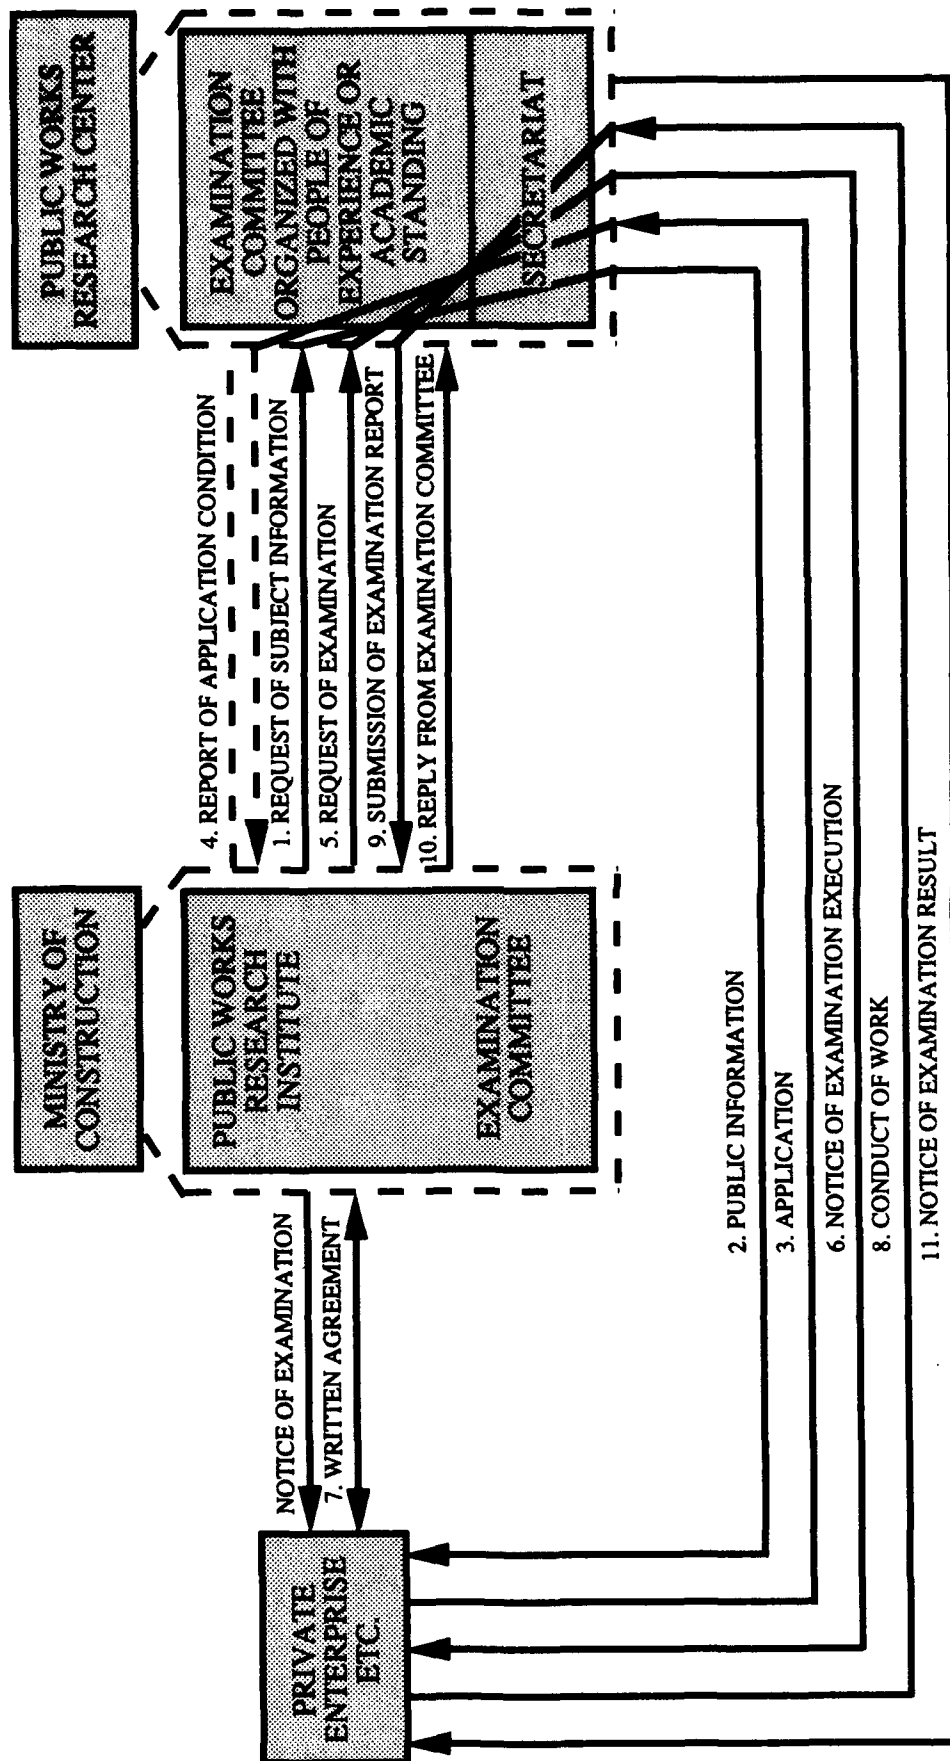 PRIVATE
ENTERPRISE
ETC.
NOTICE OF EXAMINATION
7. WRITTEN AGREEMENT
MINISTRY OF
CONSTRUCTION
PUBLIC WORKS
RESEARCH
INSTITUTE
EXAMINATION
COMMITTEE
4. REPORT OF APPLICATION CONDITION
1. REQUEST OF SUBJECT INFORMATION
5. REQUEST OF EXAMINATION
9. SUBMISSION OF EXAMINATION REPORT
10. REPLY FROM EXAMINATION COMMITTEE
PUBLIC WORKS
RESEARCH CENTER
EXAMINATION
COMMITTEE
ORGANIZED WITH
PEOPLE OF
EXPERIENCE OR
ACADEMIC
STANDING
SECRETARIAT
2. PUBLIC INFORMATION
3. APPLICATION
6. NOTICE OF EXAMINATION EXECUTION
8. CONDUCT OF WORK
11. NOTICE OF EXAMINATION RESULT